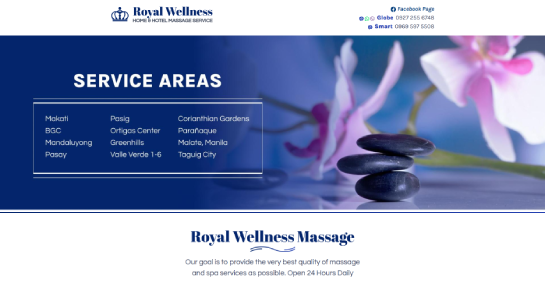 Royal Wellness
HOME & HOTEL MASSAGE SERVICE
Facebook Page
Globe 0927 255 6748
Smart 0969 597 5508
SERVICE AREAS
Makati Pasig Corianthian Gardens
BGC Ortigas Center Parañaque
Mandaluyong Greenhills Malate, Manila
Pasay Valle Verde 1-6 Taguig City
Royal Wellness Massage
Our goal is to provide the very best quality of massage
and spa services as possible. Open 24 Hours Daily